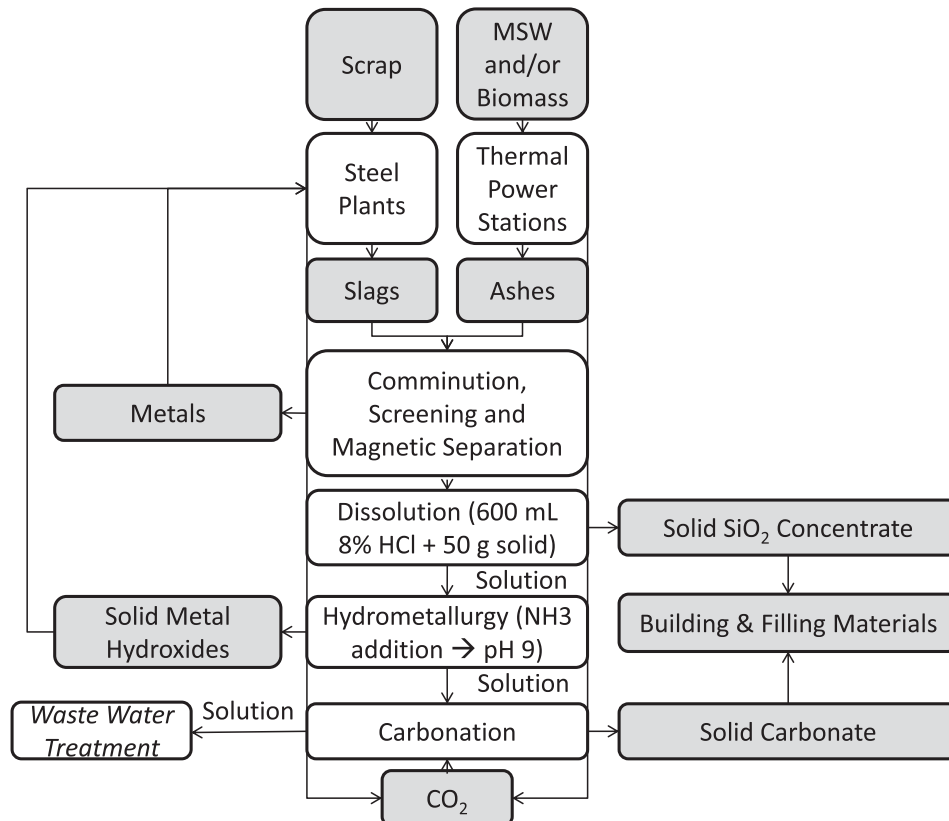 Scrap
MSW
and/or
Biomass
Steel
Plants
Thermal
Power
Stations
Slags
Ashes
Comminution,
Screening and
Magnetic Separation
Metals
Dissolution (600 mL
8% HCl + 50 g solid)
Solid SiO₂ Concentrate
Solution
Solid Metal
Hydroxides
Hydrometallurgy (NH3
addition → pH 9)
Building & Filling Materials
Solution
Waste Water
Treatment
Solution
Carbonation
Solid Carbonate
CO₂